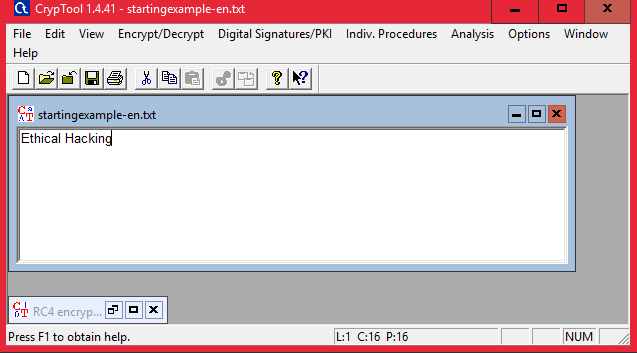 CrypTool 1.4.41 - startingexample-en.txt
File Edit View Encrypt/Decrypt Digital Signatures/PKI Indiv. Procedures Analysis Options Window
Help
startingexample-en.txt
Ethical Hacking
RC4 encryp...
Press F1 to obtain help. L:1 C:16 P:16 NUM